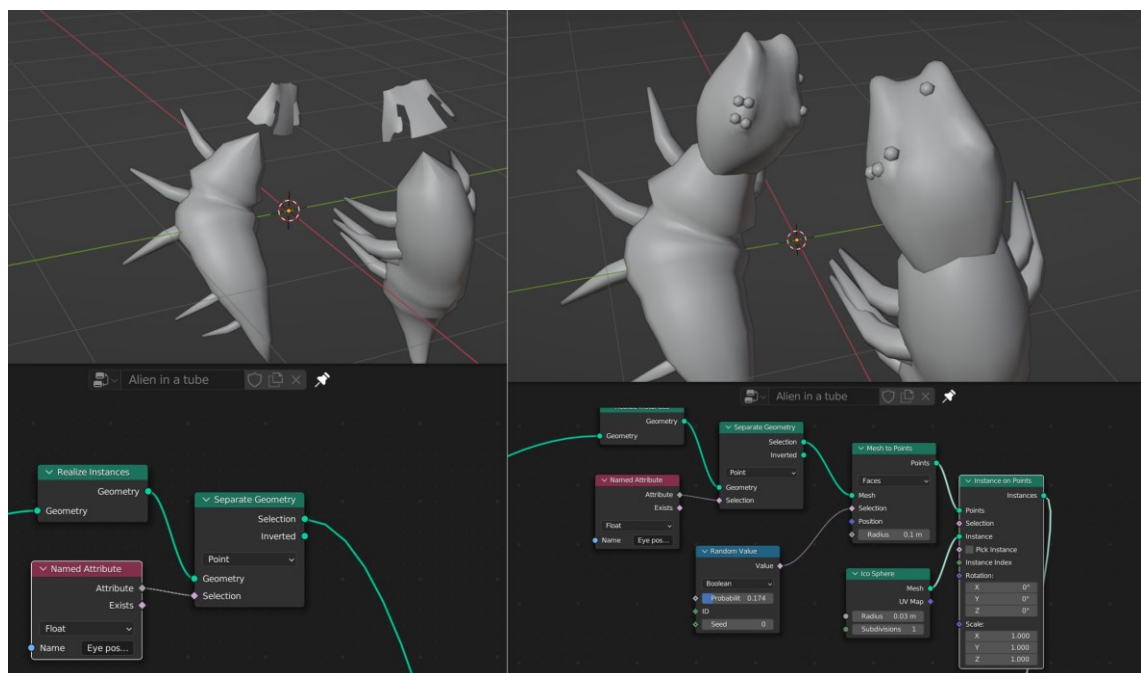 Alien in a tube
Realize Instances
Geometry
Geometry
Separate Geometry
Selection
Inverted
Point
Geometry
Selection
Named Attribute
Attribute
Exists
Float
Name Eye pos...
Alien in a tube
Geometry
Geometry
Separate Geometry
Selection
Inverted
Point
Geometry
Selection
Named Attribute
Attribute
Exists
Float
Name Eye pos...
Random Value
Value
Boolean
Probabilit 0.174
ID
Seed 0
Mesh to Points
Points
Faces
Mesh
Selection
Position
Radius 0.1 m
Ico Sphere
Mesh
UV Map
Radius 0.03 m
Subdivisions 1
Instance on Points
Instances
Points
Selection
Instance
Pick Instance
Instance Index
Rotation:
X 0°
Y 0°
Z 0°
Scale:
X 1.000
Y 1.000
Z 1.000